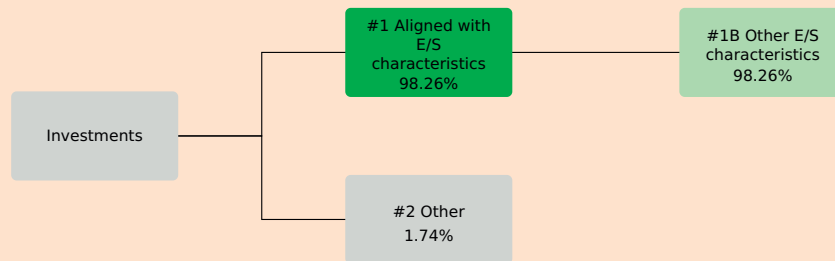 #1 Aligned with
E/S
characteristics
98.26%
#1B Other E/S
characteristics
98.26%
Investments
#2 Other
1.74%